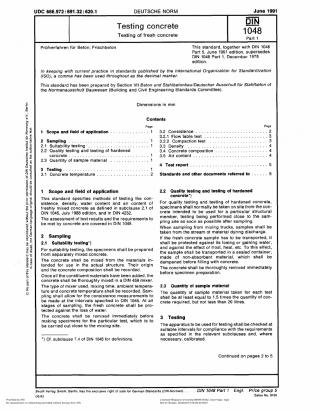 UDC 666.972/691.32/620.1
DEUTSCHE NORM
June 1991
Testing concrete
Testing of fresh concrete
DIN
1048
Part 1
Prüfverfahren für Beton; Frischbeton
This standard, together with DIN 1048
Part 5, June 1991 edition, supersedes
DIN 1048 Part 1, December 1978
edition.
In keeping with current practice in standards published by the International Organization for Standardization
(ISO), a comma has been used throughout as the decimal marker.
This standard has been prepared by Section VII Beton und Stahlbetonbau/Deutscher Ausschuß für Stahlbeton of
the Normenausschuß Bauwesen (Building and Civil Engineering Standards Committee).
Dimensions in mm
Contents
Page
1 Scope and field of application 1
2 Sampling 1
2.1 Suitability testing 1
2.2 Quality testing and testing of hardened
concrete 1
2.3 Quantity of sample material 1
3 Testing 1
3.1 Concrete temperature 2
Page
3.2 Consistence 2
3.2.1 Flow table test 2
3.2.2 Compaction test 2
3.3 Density 4
3.4 Concrete composition 4
3.5 Air content 4
4 Test report 5
Standards and other documents referred to 5
1 Scope and field of application
This standard specifies methods of testing the con-
sistence, density, water content and air content of
freshly mixed concrete as defined in subclause 2.1 of
DIN 1045, July 1988 edition, and in DIN 4232.
The assessment of test results and the requirements to
be met by concrete are covered in DIN 1045.
2 Sampling
2.1 Suitability testing*)
For suitability testing, the specimens shall be prepared
from separately mixed concrete.
The concrete shall be mixed from the materials in-
tended for use in the actual structure. Their origin
and the concrete composition shall be recorded.
Once all the constituent materials have been added, the
concrete shall be thoroughly mixed in a DIN 459 mixer.
The type of mixer used, mixing time, ambient tempera-
ture and concrete temperature shall be recorded. Sam-
pling shall allow for the consistence measurements to
be made at the intervals specified in DIN 1045. At all
stages of sampling, the fresh concrete shall be pro-
tected against the loss of water.
The concrete shall be remixed immediately before
making specimens for the particular test, which is to
be carried out close to the mixing site.
*) Cf. subclause 7.4 of DIN 1045 for definitions.
2.2 Quality testing and testing of hardened
concrete*)
For quality testing and testing of hardened concrete,
specimens shall normally be taken on site from the con-
crete intended to be used for a particular structural
member, testing being performed close to the sam-
pling site as soon as possible after sampling.
When sampling from mixing trucks, samples shall be
taken from the stream of material during discharge.
If the fresh concrete sample has to be transported, it
shall be protected against its losing or gaining water,
and against the effect of frost, heat, etc. To this effect,
the sample shall be transported in a sealed container
made of non-absorbent material, which shall be
dampened before filling with concrete.
The concrete shall be thoroughly remixed immediately
before specimen preparation.
2.3 Quantity of sample material
The quantity of sample material taken for each test
shall be at least equal to 1,5 times the quantity of con-
crete required, but not less than 20 litres.
3 Testing
The apparatus to be used for testing shall be checked at
suitable intervals for compliance with the requirements
as specified in the relevant subclauses and, where
necessary, calibrated.
Continued on pages 2 to 5
Beuth Verlag GmbH, Berlin, has the exclusive right of sale for German Standards (DIN-Normen).
DIN 1048 Part 1 Engl. Price group 5